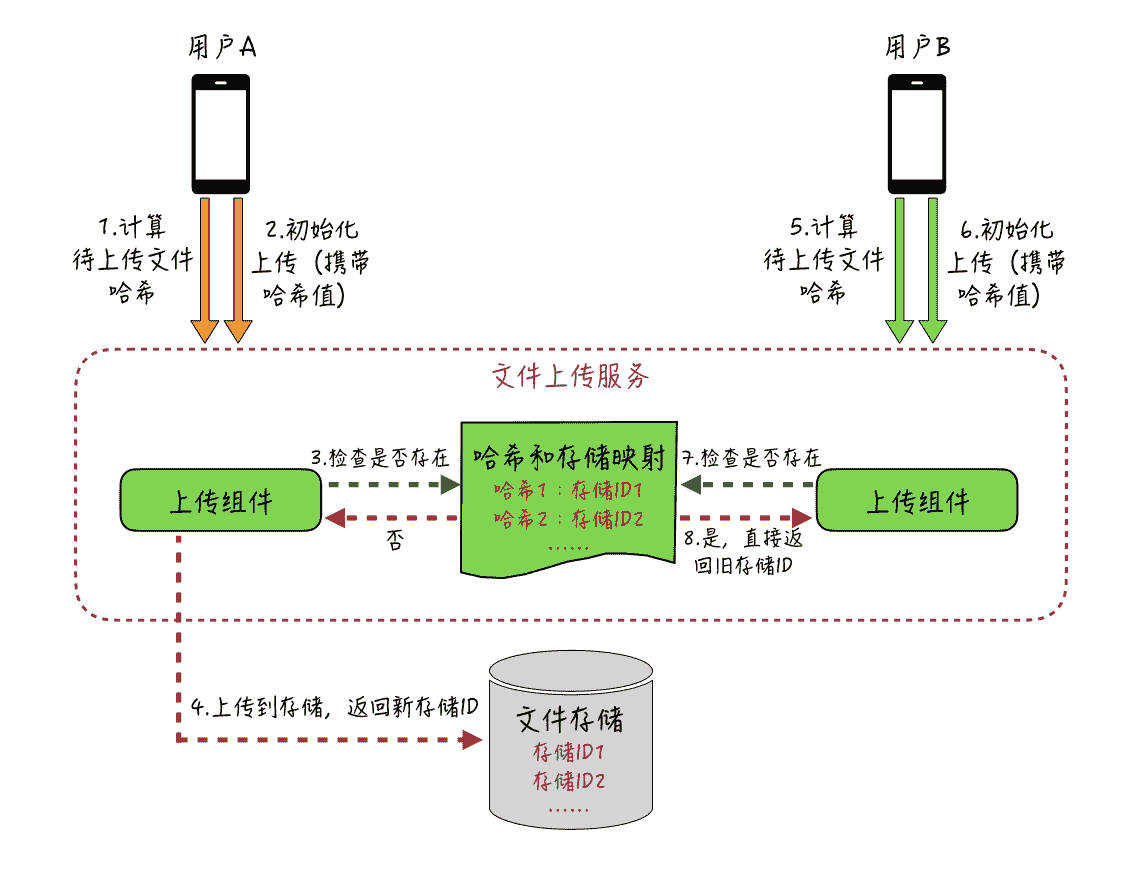 用户A
用户B
1.计算
待上传文件
哈希
2.初始化
上传（携带
哈希值）
5.计算
待上传文件
哈希
6.初始化
上传（携带
哈希值）
文件上传服务
3.检查是否存在
哈希和存储映射
7.检查是否存在
哈希1：存储ID1
哈希2：存储ID2
......
上传组件
上传组件
否
8.是，直接返
回旧存储ID
4.上传到存储，返回新存储ID
文件存储
存储ID1
存储ID2
......